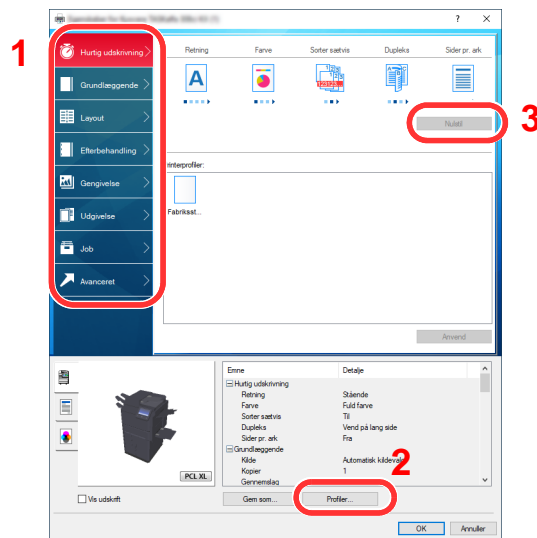 ? ×
1
Hurtig udskrivning
Grundlæggende
Layout
Efterbehandling
Gengivelse
Udgivelse
Job
Avanceret
Retning Farve Sorter sætvis Dupleks Sider pr. ark
A
123123...
Nulstil
3
rinterprofiler:
Fabriksst...
Anvend
Emne Detalje
Hurtig udskrivning
Retning Stående
Farve Fuld farve
Sorter sætvis Til
Dupleks Vend på lang side
Sider pr. ark Fra
Grundlæggende
Kilde Automatisk kildevalg
Kopier 1
Gennemslag
2
PCL XL
Vis udskrift
Gem som... Profiler...
OK Annuller